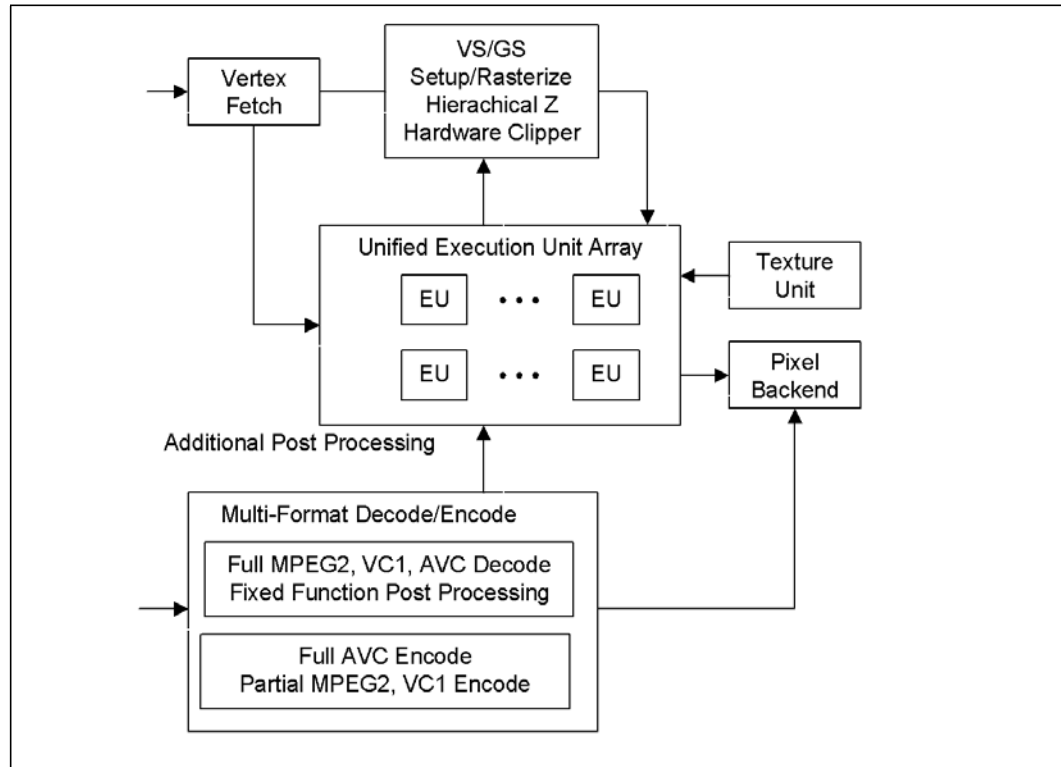 Vertex
Fetch
VS/GS
Setup/Rasterize
Hierachical Z
Hardware Clipper
Unified Execution Unit Array
EU • • • EU
EU • • • EU
Texture
Unit
Pixel
Backend
Additional Post Processing
Multi-Format Decode/Encode
Full MPEG2, VC1, AVC Decode
Fixed Function Post Processing
Full AVC Encode
Partial MPEG2, VC1 Encode